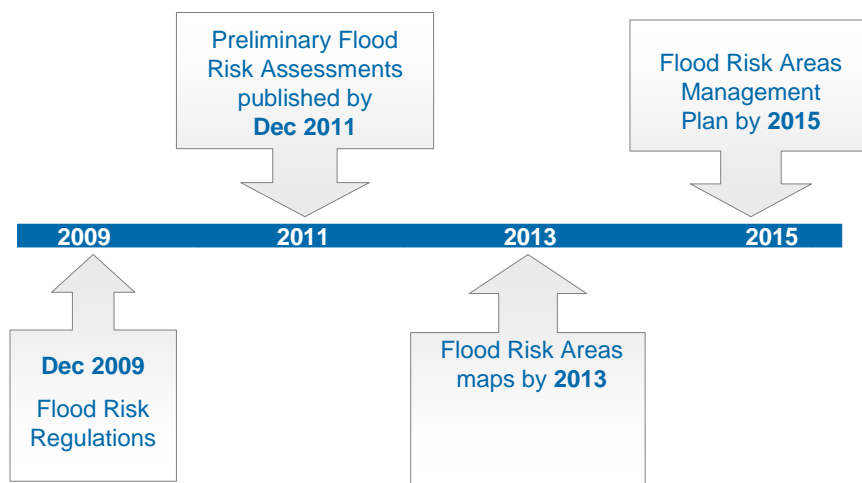 Preliminary Flood
Risk Assessments
published by
Dec 2011
Flood Risk Areas
Management
Plan by 2015
2009 2011 2013 2015
Dec 2009
Flood Risk
Regulations
Flood Risk Areas
maps by 2013